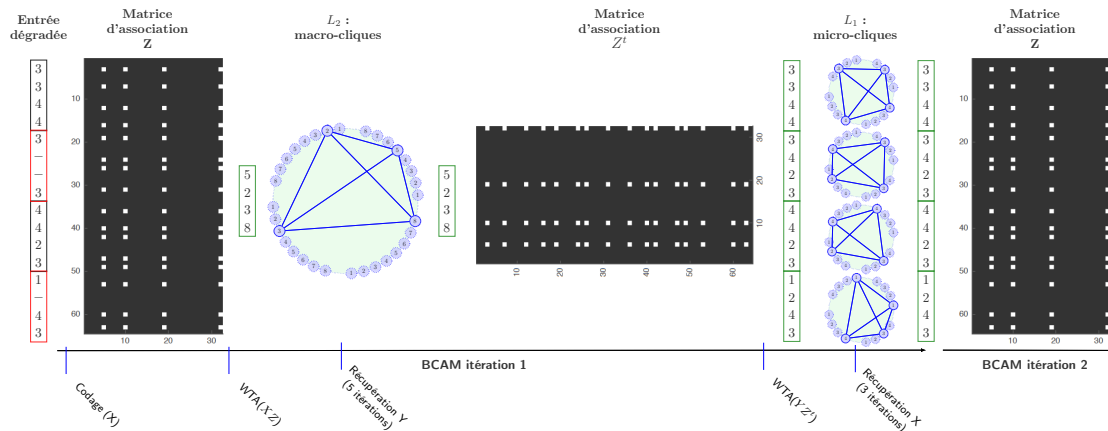 Entrée
dégradée
Matrice
d'association
Z
L₂ :
macro-cliques
Matrice
d'association
Zᵗ
L₁ :
micro-cliques
Matrice
d'association
Z
3
3
4
4
3
–
–
3
4
4
2
3
1
–
4
3
10
20
30
40
50
60
10 20 30
5
2
3
8
5
2
3
8
30
20
10
10 20 30 40 50 60
3
3
4
4
3
4
2
3
4
4
2
3
1
2
4
3
3
3
4
4
3
4
2
3
4
4
2
3
1
2
4
3
10
20
30
40
50
60
10 20 30
BCAM itération 1
BCAM itération 2
Codage (X)
WTA(XZ)
Récupération Y
(5 itérations)
WTA(YZᵗ)
Récupération X
(3 itérations)